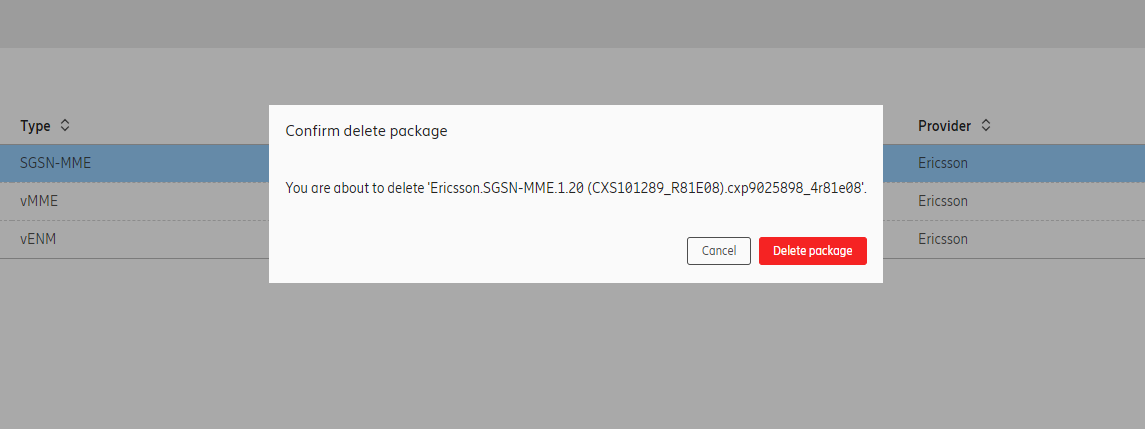 Confirm delete package
Type Provider
SGSN-MME Ericsson
You are about to delete 'Ericsson.SGSN-MME.1.20 (CXS101289_R81E08).cxp9025898_4r81e08'.
vMME Ericsson
vENM Ericsson
Cancel Delete package